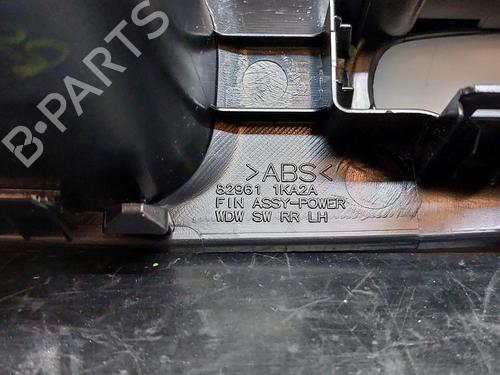 B-PARTS
>ABS<
82961 1KA2A
FIN ASSY-POWER
WDW SW RR LH